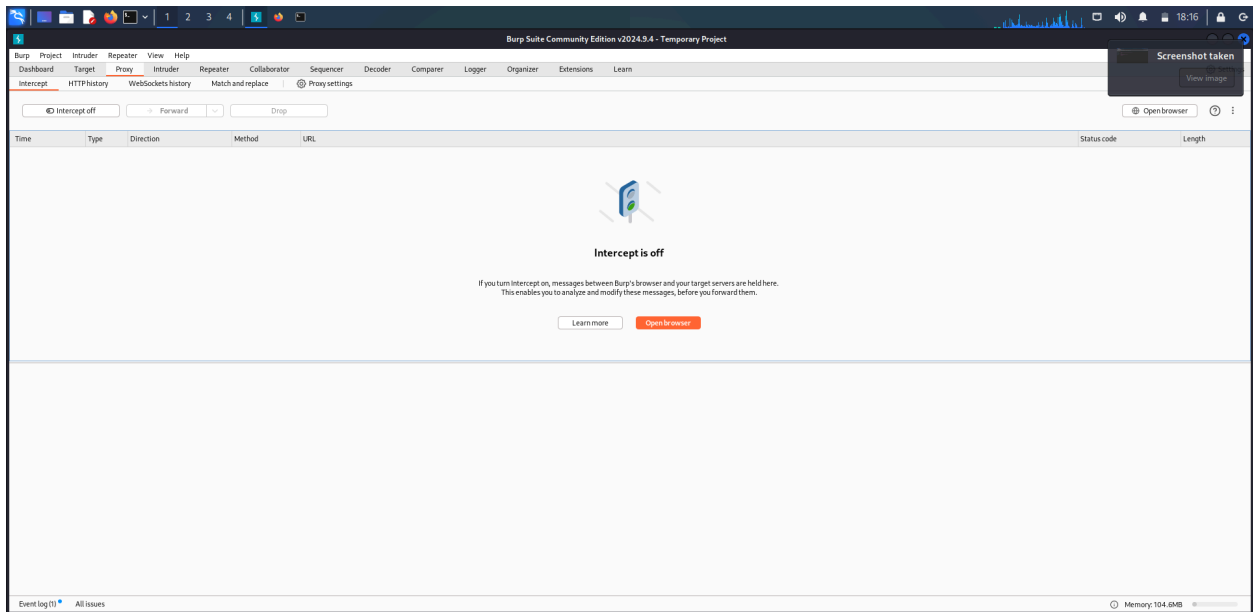 1 2 3 4 18:16
Burp Suite Community Edition v2024.9.4 - Temporary Project
Screenshot taken
View image
Burp Project Intruder Repeater View Help
Dashboard Target Proxy Intruder Repeater Collaborator Sequencer Decoder Comparer Logger Organizer Extensions Learn
Intercept HTTP history WebSockets history Match and replace Proxy settings
Intercept off Forward Drop Open browser
Time Type Direction Method URL Status code Length
Intercept is off
If you turn Intercept on, messages between Burp's browser and your target servers are held here.
This enables you to analyze and modify these messages, before you forward them.
Learn more Open browser
Event log (1) All issues Memory: 104.6MB